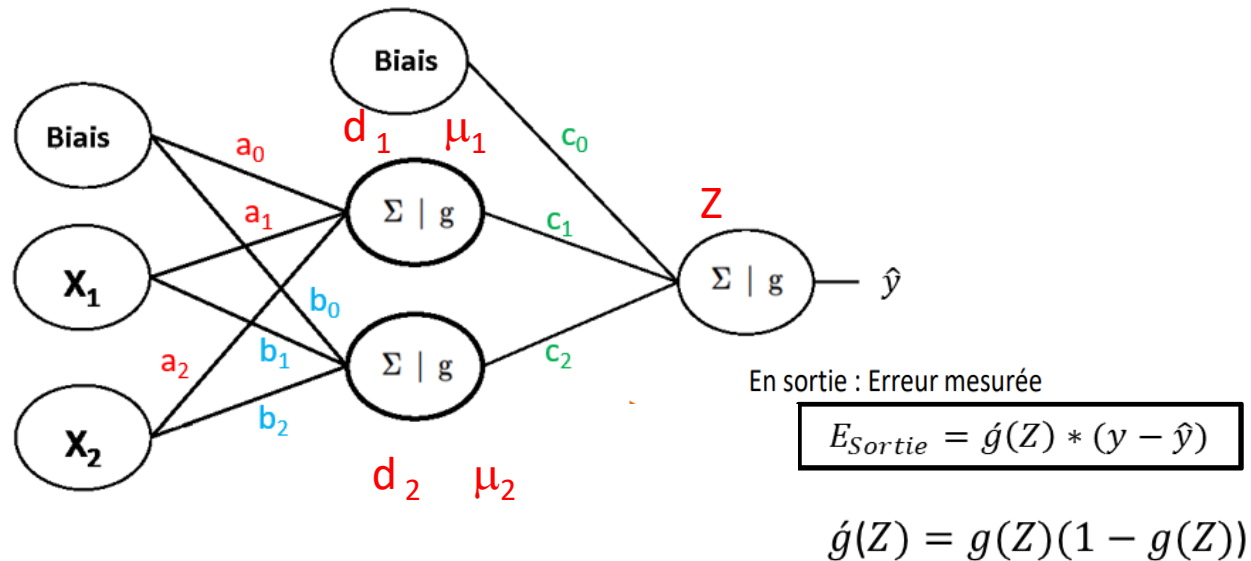 Biais
Biais
d 1 μ1
a0
c0
Σ | g
Z
a1
c1
X1
Σ | g ŷ
b0
b1
a2
Σ | g
c2
b2
En sortie : Erreur mesurée
X2
E_Sortie = ǵ(Z) ∗ (y − ŷ)
d 2 μ2
ǵ(Z) = g(Z)(1 − g(Z))